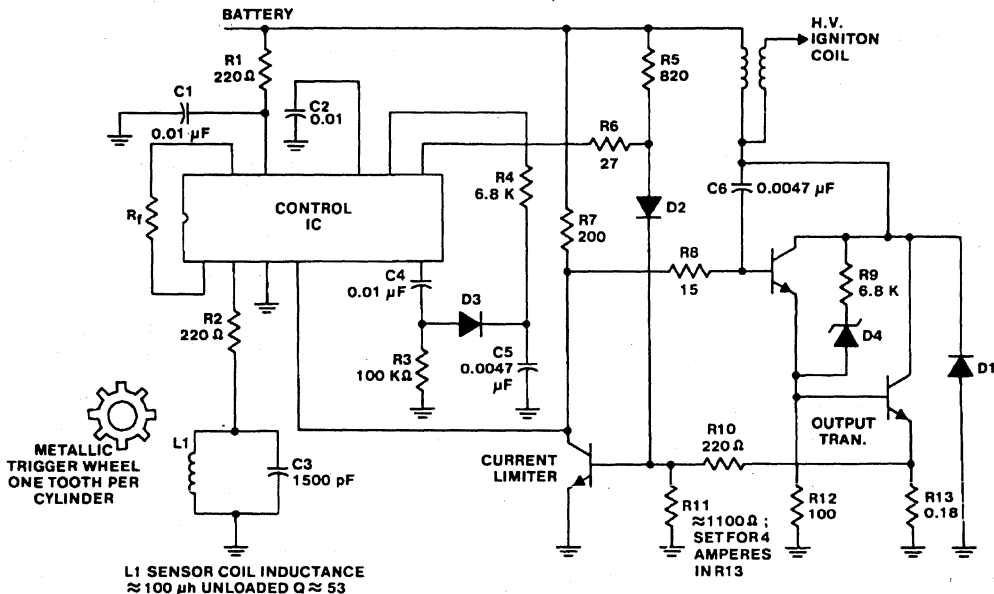 BATTERY
H.V.
IGNITON
COIL
R1
220Ω
R5
820
C1
0.01 µF
C2
0.01
R6
27
R4
6.8 K
C6
0.0047 µF
CONTROL
IC
Rf
D2
R7
200
R8
15
R9
6.8 K
C4
0.01 µF
D3
D4
R2
220 Ω
R3
100 KΩ
C5
0.0047
µF
D1
OUTPUT
TRAN.
METALLIC
TRIGGER WHEEL
ONE TOOTH PER
CYLINDER
L1
C3
1500 pF
CURRENT
LIMITER
R10
220 Ω
R11
≈1100Ω ;
SET FOR 4
AMPERES
IN R13
R12
100
R13
0.18
L1 SENSOR COIL INDUCTANCE
≈100 µh UNLOADED Q ≈ 53